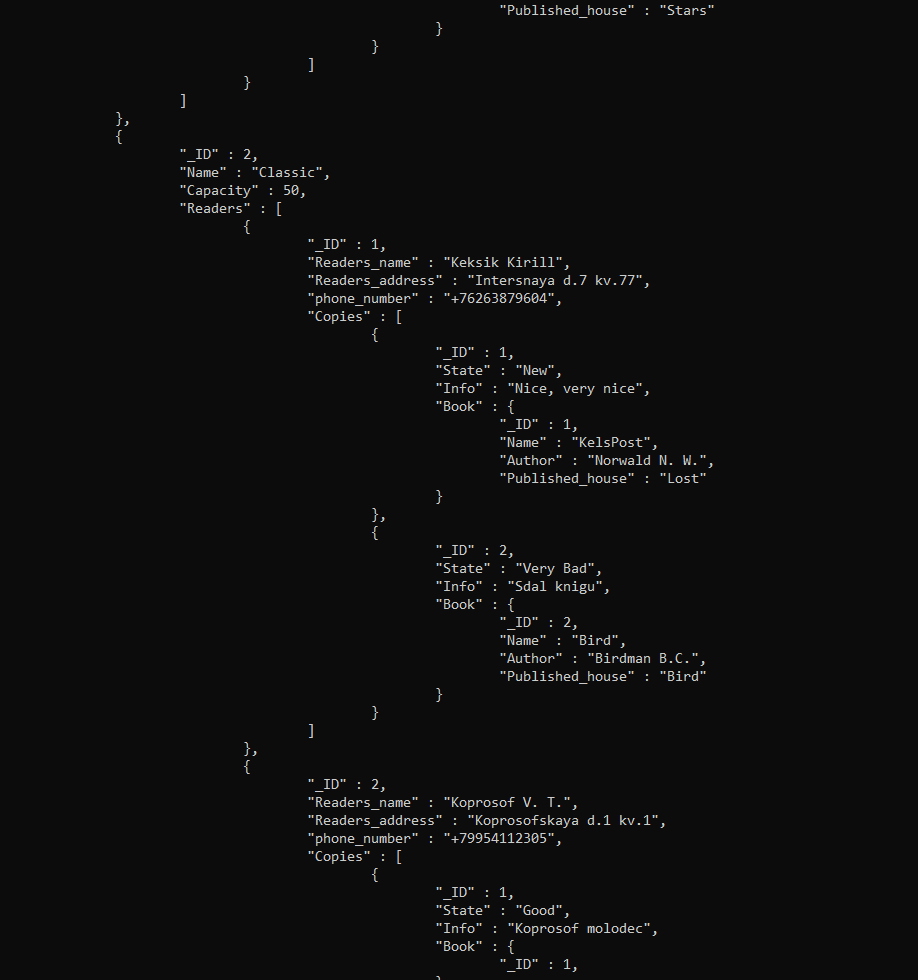 "Published_house" : "Stars"
}
}
]
}
]
},
{
"_ID" : 2,
"Name" : "Classic",
"Capacity" : 50,
"Readers" : [
{
"_ID" : 1,
"Readers_name" : "Keksik Kirill",
"Readers_address" : "Intersnaya d.7 kv.77",
"phone_number" : "+76263879604",
"Copies" : [
{
"_ID" : 1,
"State" : "New",
"Info" : "Nice, very nice",
"Book" : {
"_ID" : 1,
"Name" : "KelsPost",
"Author" : "Norwald N. W.",
"Published_house" : "Lost"
}
},
{
"_ID" : 2,
"State" : "Very Bad",
"Info" : "Sdal knigu",
"Book" : {
"_ID" : 2,
"Name" : "Bird",
"Author" : "Birdman B.C.",
"Published_house" : "Bird"
}
}
]
},
{
"_ID" : 2,
"Readers_name" : "Koprosof V. T.",
"Readers_address" : "Koprosofskaya d.1 kv.1",
"phone_number" : "+79954112305",
"Copies" : [
{
"_ID" : 1,
"State" : "Good",
"Info" : "Koprosof molodec",
"Book" : {
"_ID" : 1,